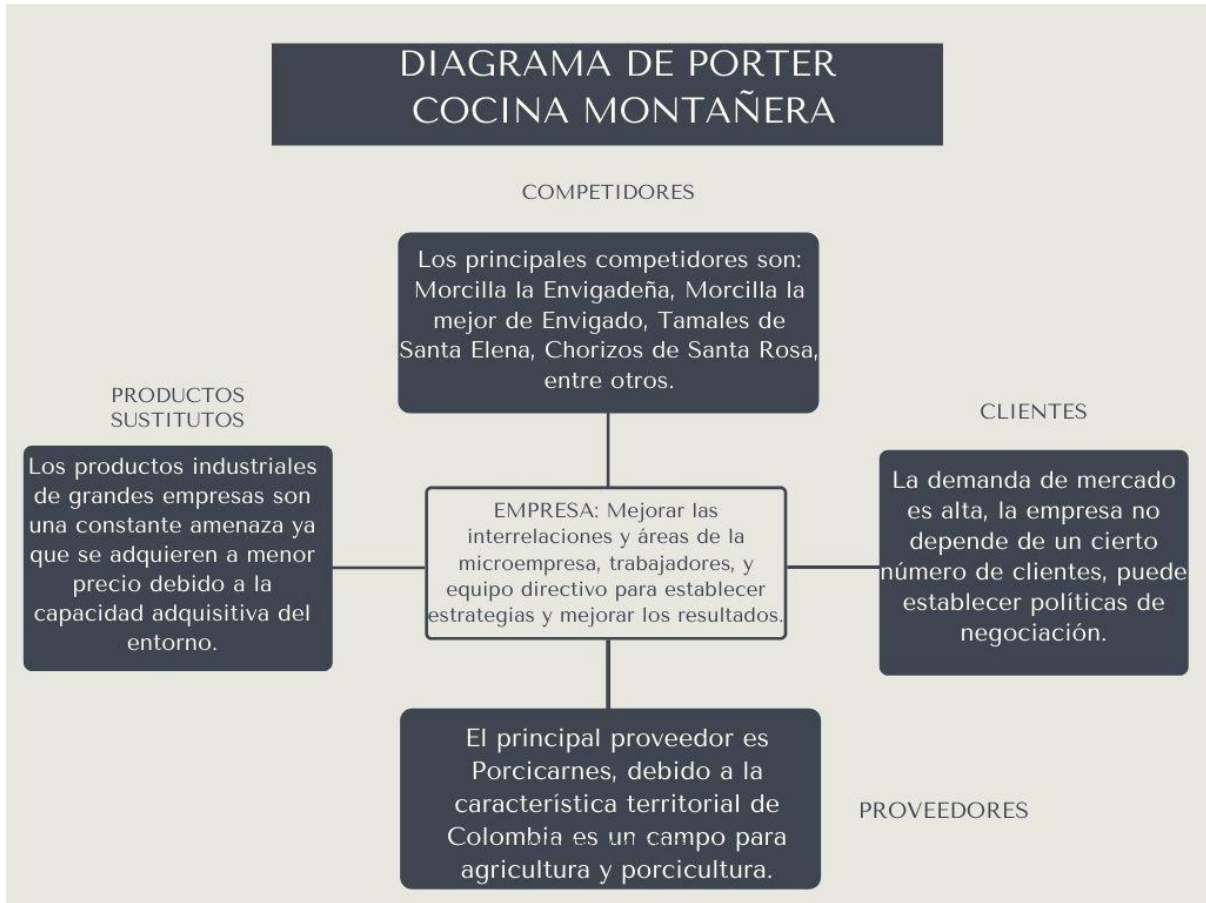 DIAGRAMA DE PORTER
COCINA MONTAÑERA
COMPETIDORES
Los principales competidores son:
Morcilla la Envigadeña, Morcilla la
mejor de Envigado, Tamales de
Santa Elena, Chorizos de Santa Rosa,
entre otros.
PRODUCTOS
SUSTITUTOS
Los productos industriales
de grandes empresas son
una constante amenaza ya
que se adquieren a menor
precio debido a la
capacidad adquisitiva del
entorno.
EMPRESA: Mejorar las
interrelaciones y áreas de la
microempresa, trabajadores, y
equipo directivo para establecer
estrategias y mejorar los resultados.
CLIENTES
La demanda de mercado
es alta, la empresa no
depende de un cierto
número de clientes, puede
establecer políticas de
negociación.
El principal proveedor es
Porcicarnes, debido a la
característica territorial de
Colombia es un campo para
agricultura y porcicultura.
PROVEEDORES